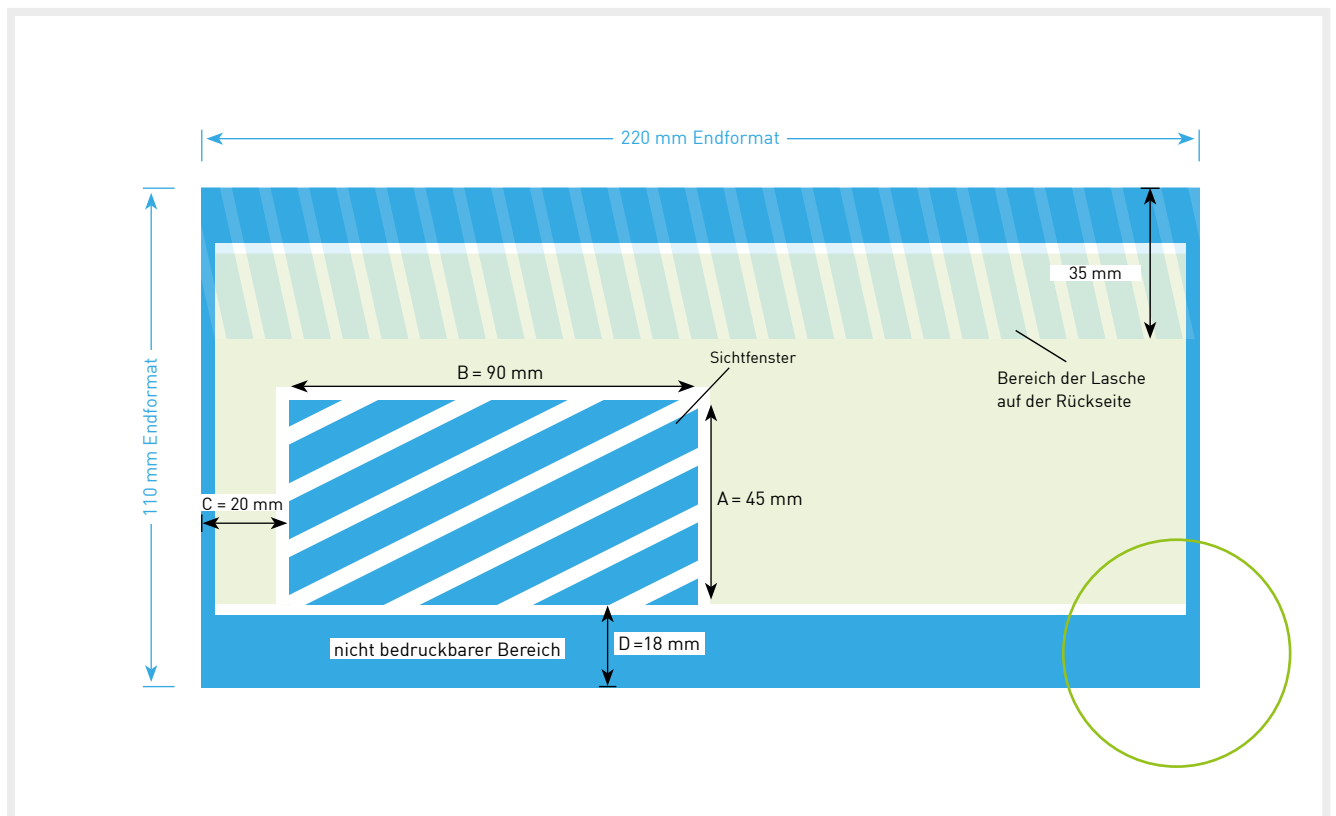 220 mm Endformat
35 mm
Sichtfenster
B = 90 mm
Bereich der Lasche
auf der Rückseite
110 mm Endformat
C = 20 mm
A = 45 mm
nicht bedruckbarer Bereich
D =18 mm